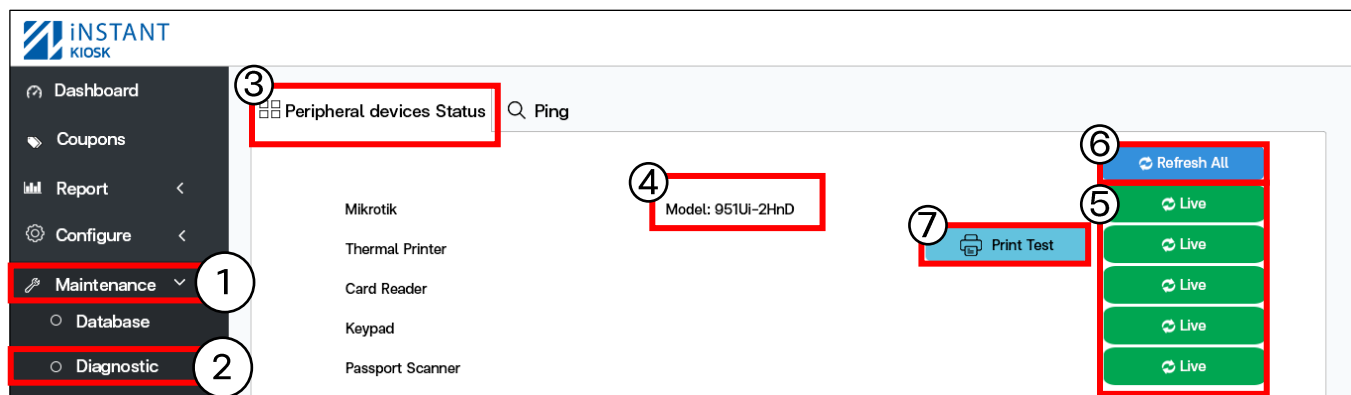 iNSTANT
KIOSK
Dashboard
Coupons
Report
Configure
Maintenance
1
Database
Diagnostic
2
3
Peripheral devices Status
Ping
6
Refresh All
Mikrotik
4
Model: 951Ui-2HnD
5
Live
Thermal Printer
7
Print Test
Live
Card Reader
Live
Keypad
Live
Passport Scanner
Live